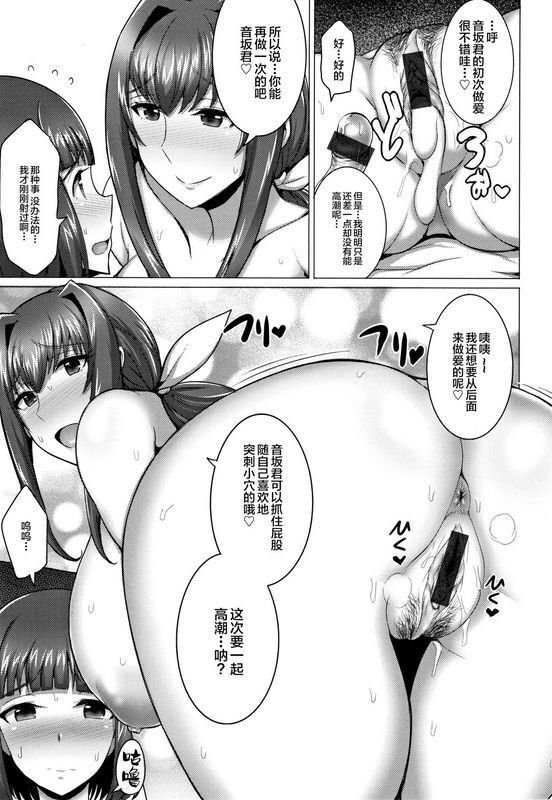 …呼
音坂君的初次做爱
很不错哇…♡
好…好的
但是…我明明只是
还差一点却没有能
高潮呢…
所以说…你能
再做一次的吧
音坂君♡
那种事 没办法的…
我才刚刚射过啊…
咦咦~~
我还想要从后面
来做爱的呢♡
フリ♥
フリ♥
音坂君可以抓住屁股
随自己喜欢地
突刺小穴的哦♡
ひくっ♥
这次要一起
高潮…呐?
呜呜…
咕噜